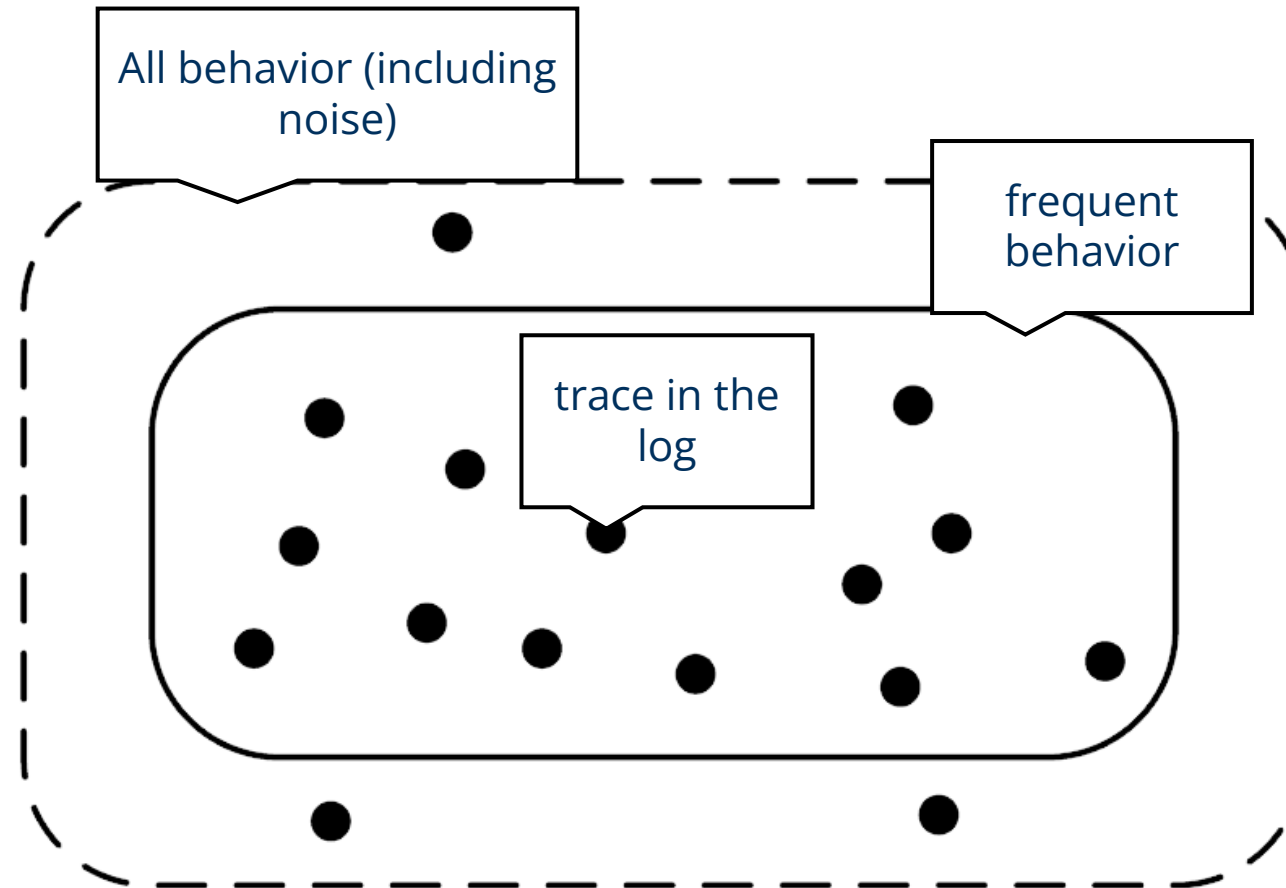 All behavior (including
noise)
frequent
behavior
trace in the
log